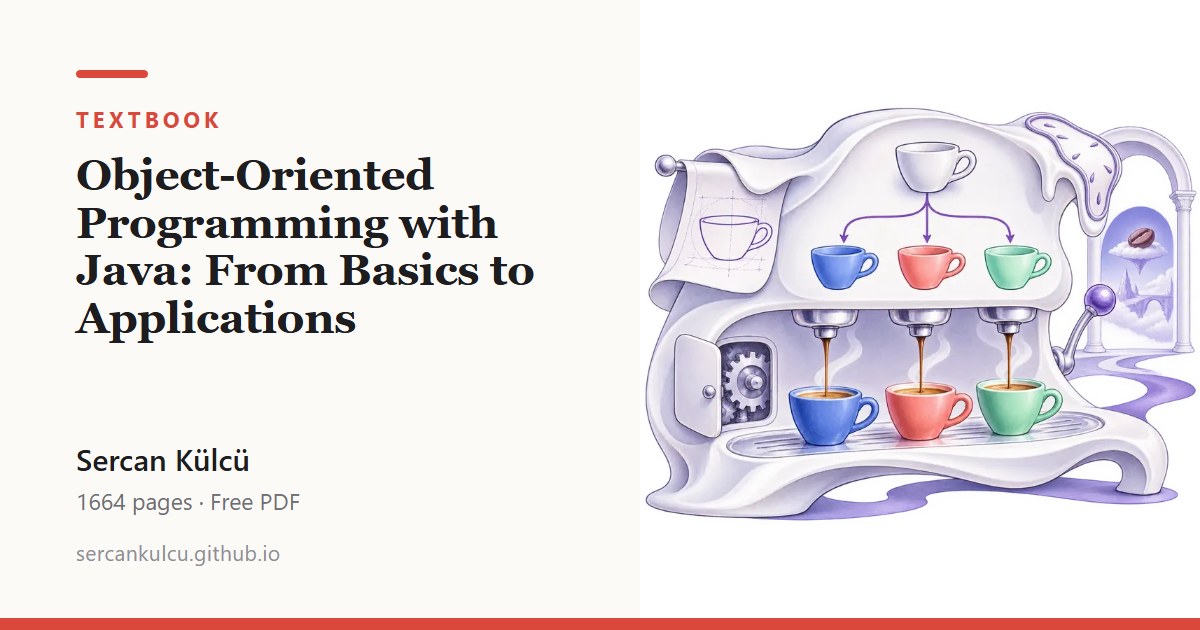 TEXTBOOK
Object-Oriented
Programming with
Java: From Basics to
Applications
Sercan Külcü
1664 pages · Free PDF
sercankulcu.github.io